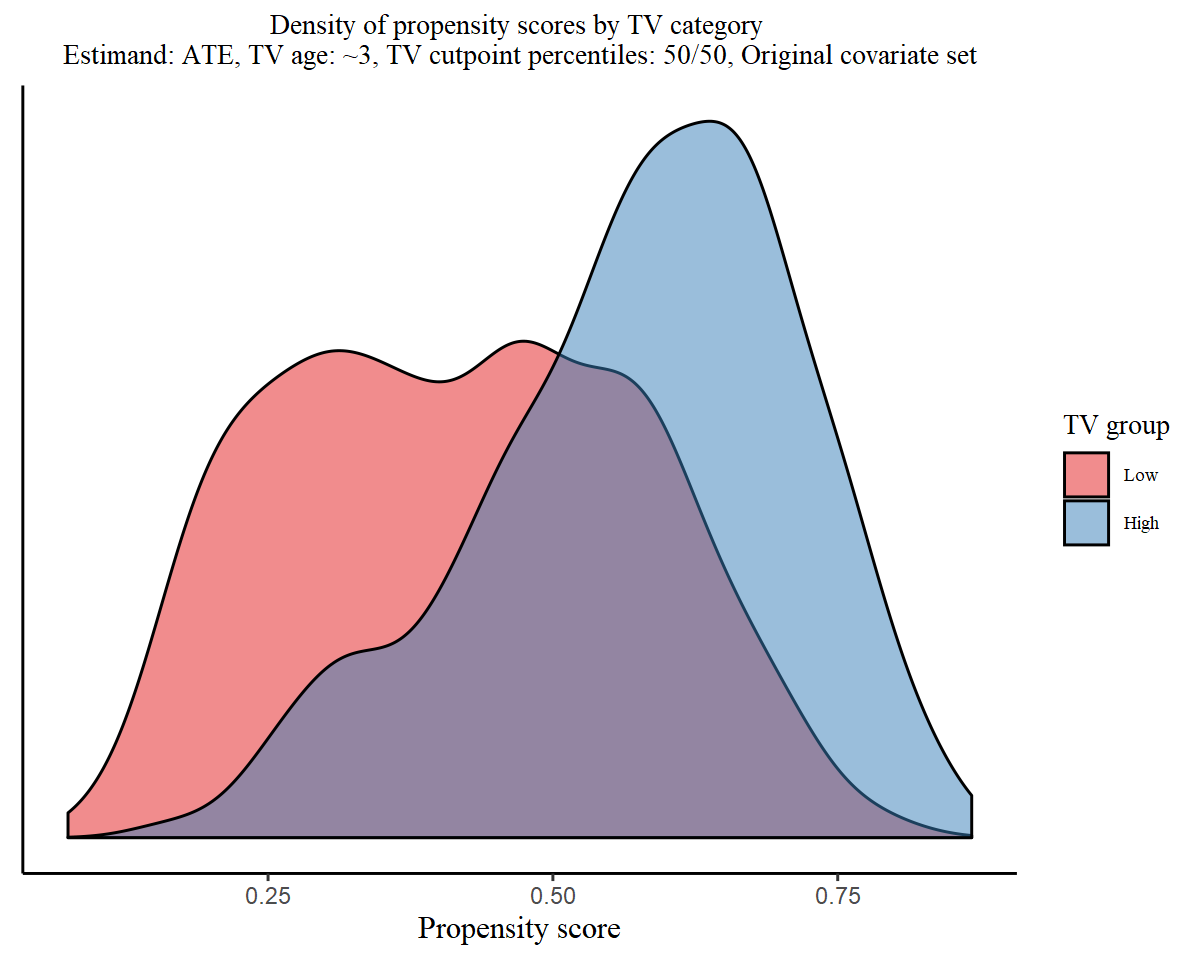 Density of propensity scores by TV category
Estimand: ATE, TV age: ~3, TV cutpoint percentiles: 50/50, Original covariate set
TV group
Low
High
0.25
0.50
0.75
Propensity score